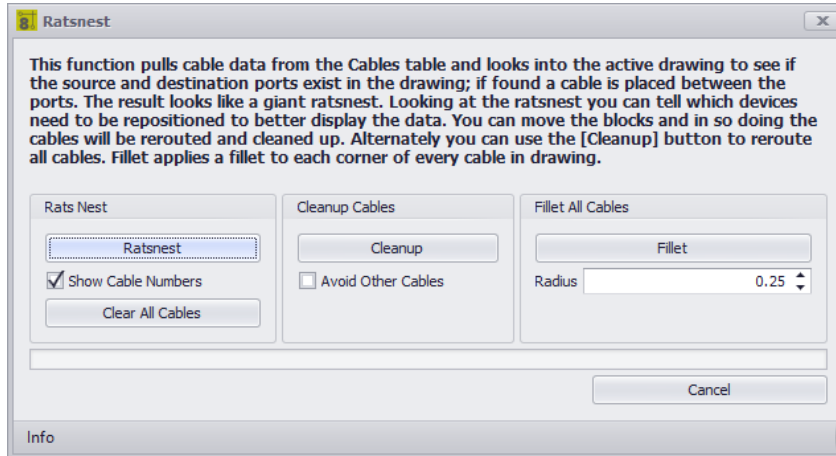 8 Ratsnest
This function pulls cable data from the Cables table and looks into the active drawing to see if
the source and destination ports exist in the drawing; if found a cable is placed between the
ports. The result looks like a giant ratsnest. Looking at the ratsnest you can tell which devices
need to be repositioned to better display the data. You can move the blocks and in so doing the
cables will be rerouted and cleaned up. Alternately you can use the [Cleanup] button to reroute
all cables. Fillet applies a fillet to each corner of every cable in drawing.
Rats Nest
Ratsnest
Show Cable Numbers
Clear All Cables
Cleanup Cables
Cleanup
Avoid Other Cables
Fillet All Cables
Fillet
Radius 0.25
Cancel
Info